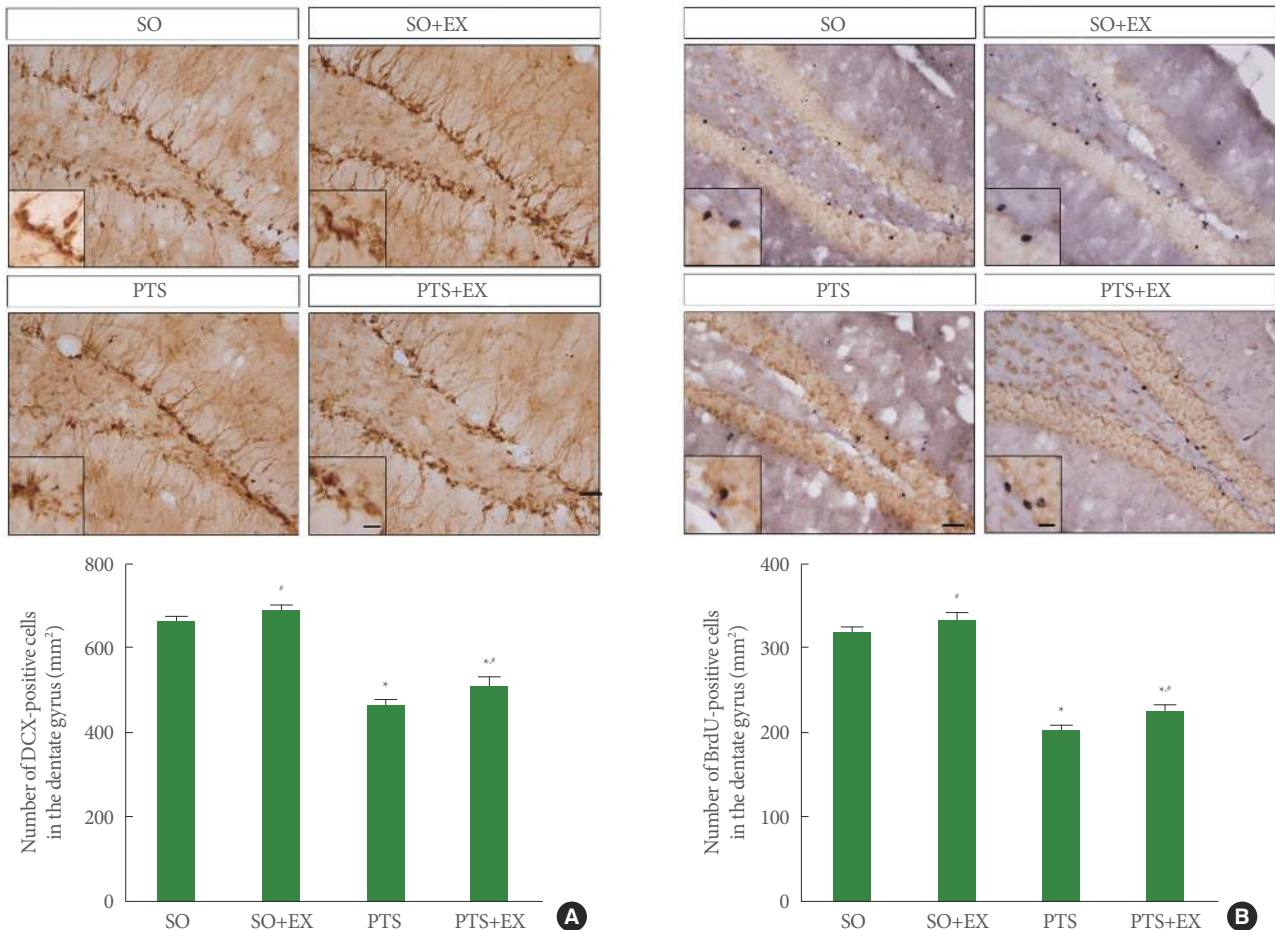 SO
SO+EX
PTS
PTS+EX
800
600
400
200
0
Number of DCX-positive cells
in the dentate gyrus (mm²)
#
*
*,#
SO
SO+EX
PTS
PTS+EX
A
SO
SO+EX
PTS
PTS+EX
400
300
200
100
0
Number of BrdU-positive cells
in the dentate gyrus (mm²)
#
*
*,#
SO
SO+EX
PTS
PTS+EX
B